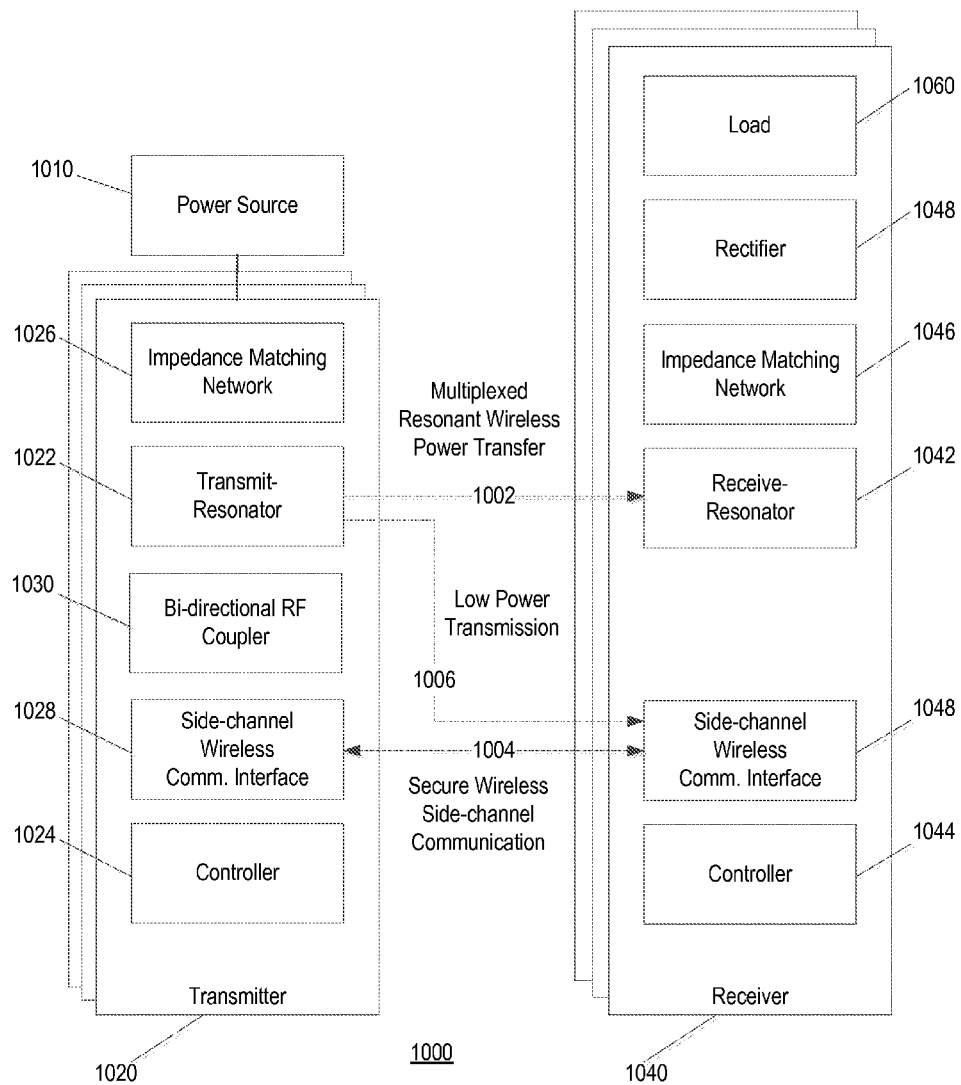 1060
Load
1010
Power Source
1048
Rectifier
1026
Impedance Matching
Network
1046
Impedance Matching
Network
Multiplexed
Resonant Wireless
Power Transfer
1022
Transmit-
Resonator
1002
1042
Receive-
Resonator
1030
Bi-directional RF
Coupler
Low Power
Transmission
1006
1028
Side-channel
Wireless
Comm. Interface
1004
1048
Side-channel
Wireless
Comm. Interface
Secure Wireless
Side-channel
Communication
1024
Controller
1044
Controller
Transmitter
Receiver
1020
1000
1040